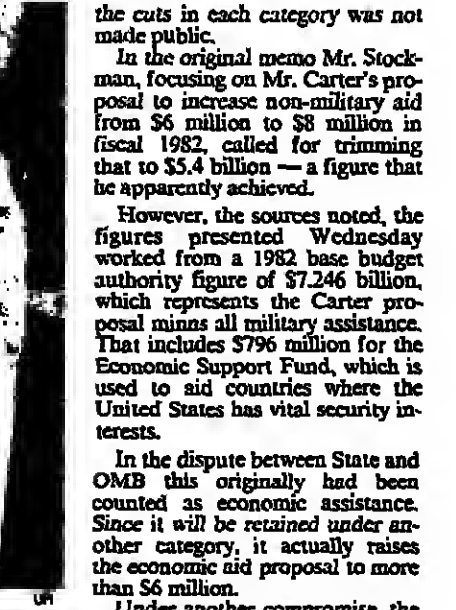 the cuts in each category was not
made public.
In the original memo Mr. Stock-
man, focusing on Mr. Carter's pro-
posal to increase non-military aid
from $6 million to $8 million in
fiscal 1982, called for trimming
that to $5.4 billion — a figure that
he apparently achieved.
However, the sources noted, the
figures presented Wednesday
worked from a 1982 base budget
authority figure of $7.246 billion,
which represents the Carter pro-
posal minus all military assistance.
That includes $796 million for the
Economic Support Fund, which is
used to aid countries where the
United States has vital security in-
terests.
In the dispute between State and
OMB this originally had been
counted as economic assistance.
Since it will be retained under an-
other category, it actually raises
the economic aid proposal to more
than $6 million.
Under another compromise, the